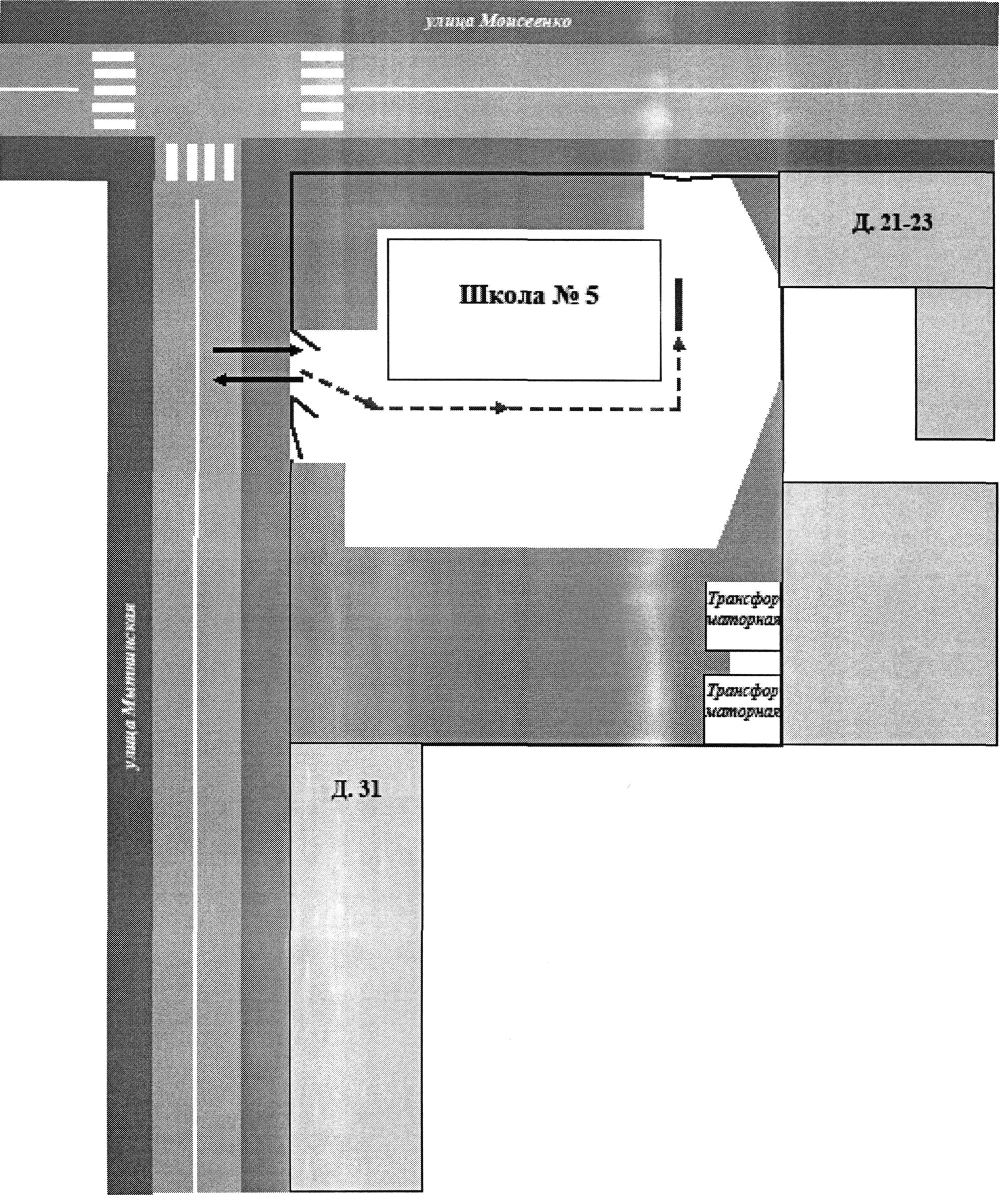 улица Моисеенко
Д. 21-23
Школа № 5
Трансфор
маторная
Трансфор
маторная
улица Мытнинская
Д. 31